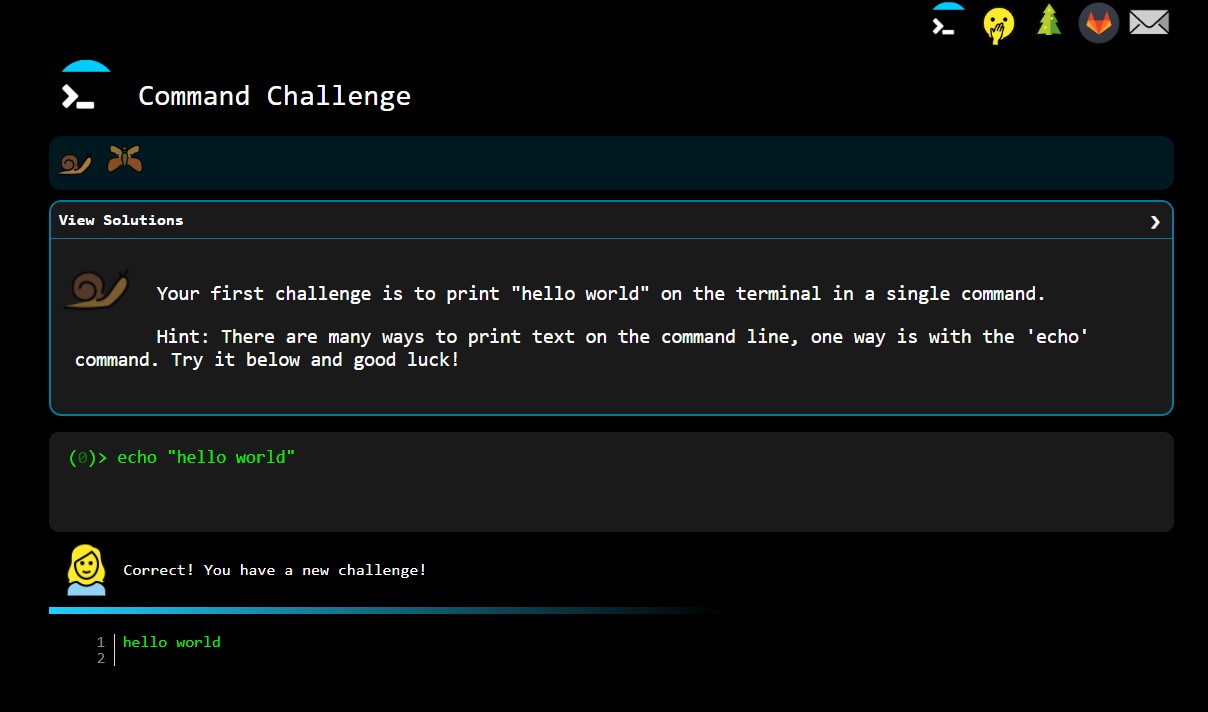 Command Challenge
View Solutions
Your first challenge is to print "hello world" on the terminal in a single command.
Hint: There are many ways to print text on the command line, one way is with the 'echo'
command. Try it below and good luck!
(0)> echo "hello world"
Correct! You have a new challenge!
1 hello world
2